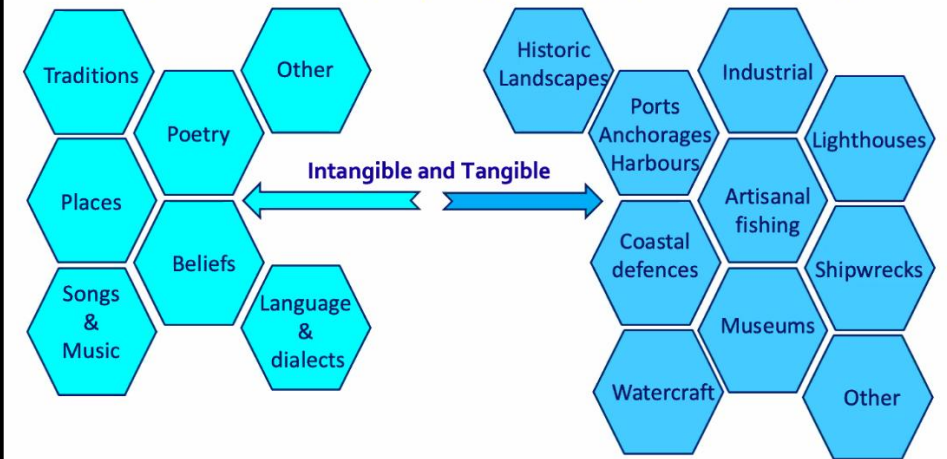 Traditions
Poetry
Other
Places
Beliefs
Songs
&
Music
Language
&
dialects
Intangible and Tangible
Historic
Landscapes
Ports
Anchorages
Harbours
Industrial
Lighthouses
Artisanal
fishing
Coastal
defences
Shipwrecks
Museums
Watercraft
Other